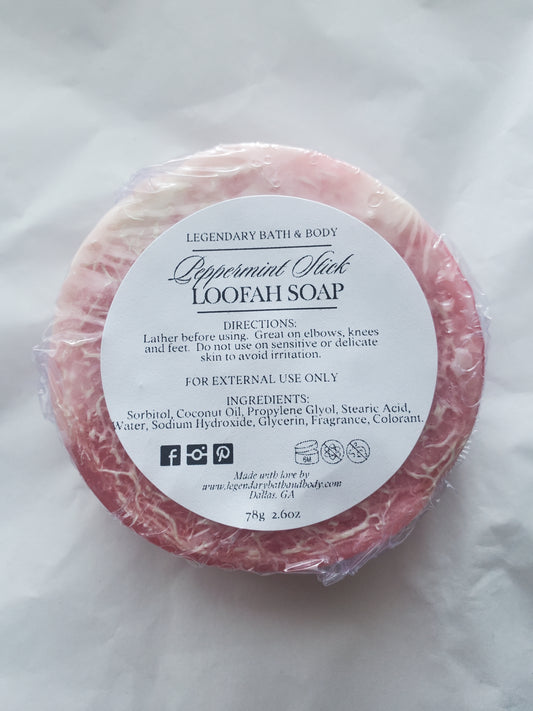 LEGENDARY BATH & BODY
Peppermint Stick
LOOFAH SOAP
DIRECTIONS:
Lather before using. Great on elbows, knees
and feet. Do not use on sensitive or delicate
skin to avoid irritation.
FOR EXTERNAL USE ONLY
INGREDIENTS:
Sorbitol, Coconut Oil, Propylene Glyol, Stearic Acid,
Water, Sodium Hydroxide, Glycerin, Fragrance, Colorant.
6M
Made with love by
www.legendarybathandbody.com
Dallas, GA
78g 2.6oz